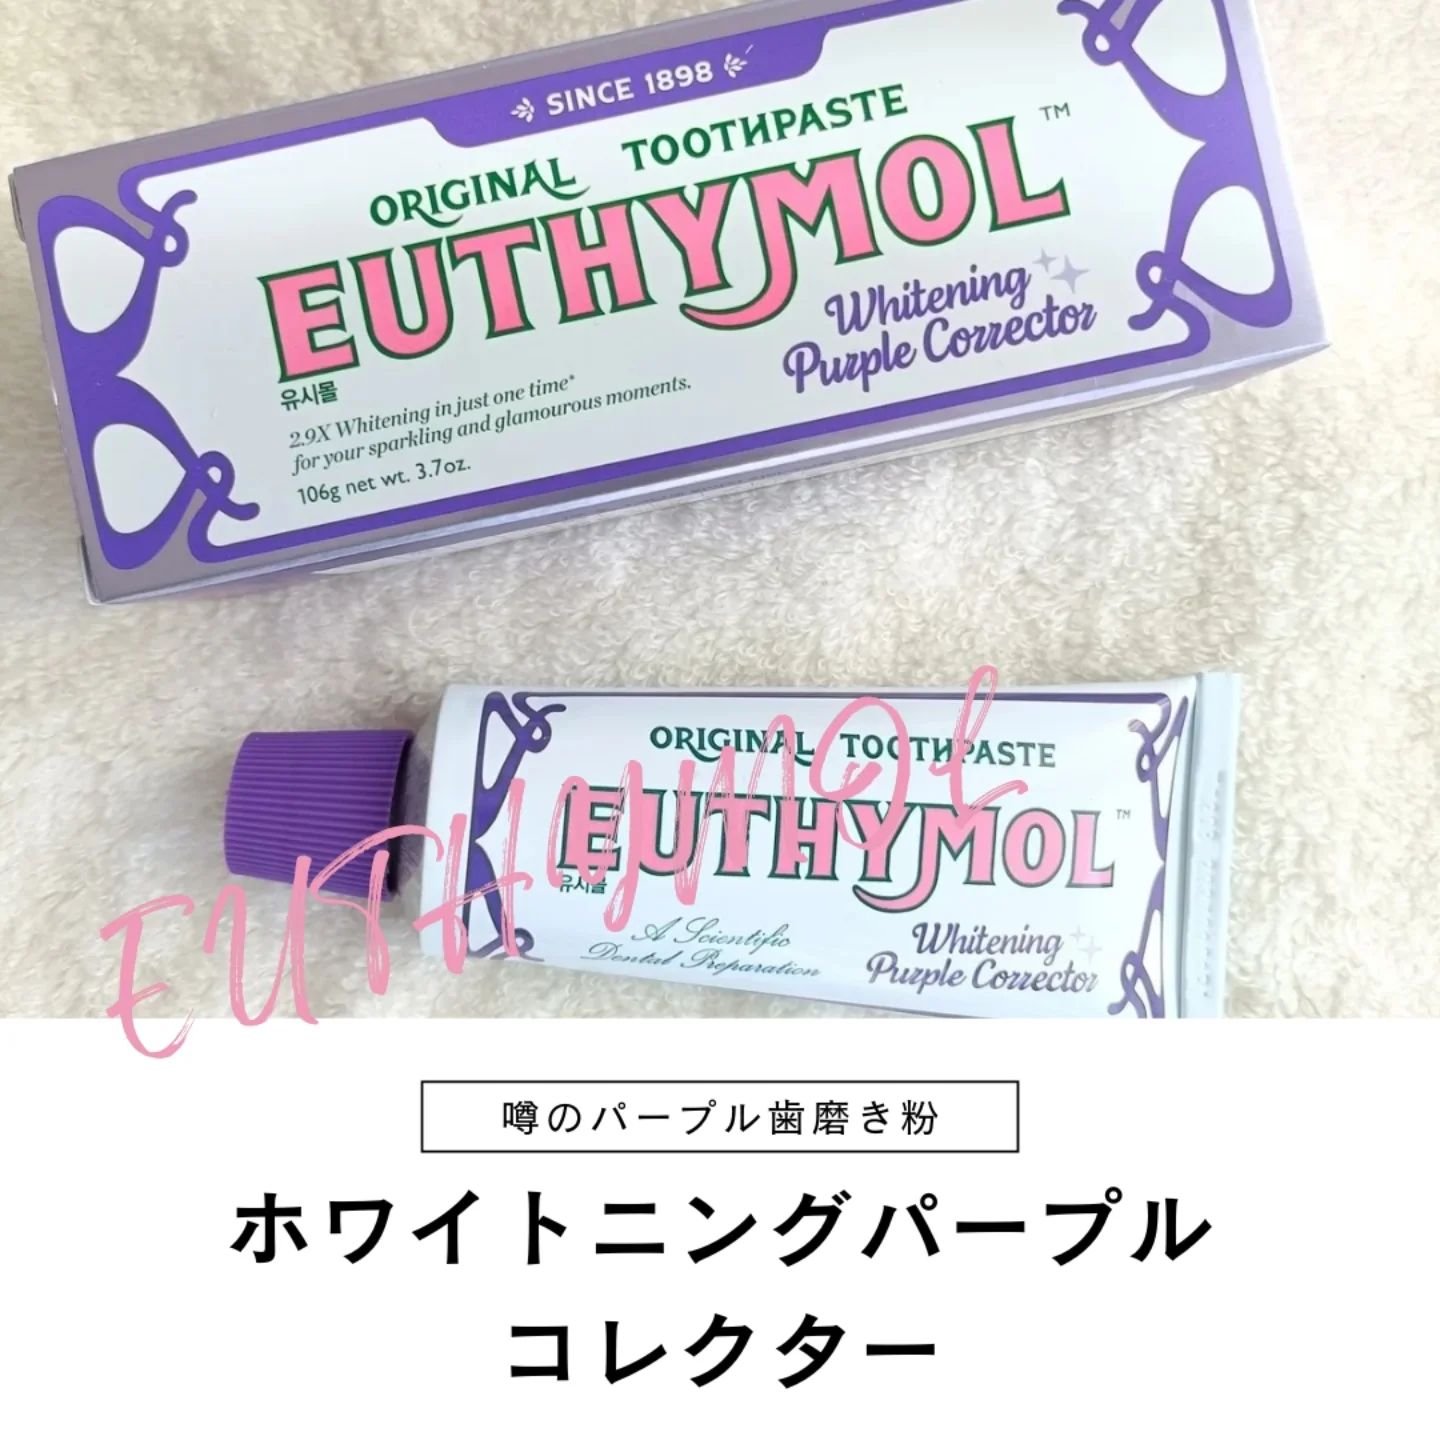 SINCE 1898
ORIGINAL TOOTHPASTE
EUTHYMOL™
유시몰
Whitening
Purple Corrector
2.9X Whitening in just one time*
for your sparkling and glamourous moments.
106g net wt. 3.7oz.
ORIGINAL TOOTHPASTE
EUTHYMOL™
유시몰
A Scientific
Dental Preparation
Whitening
Purple Corrector
EUTHYMOL
噂のパープル歯磨き粉
ホワイトニングパープル
コレクター